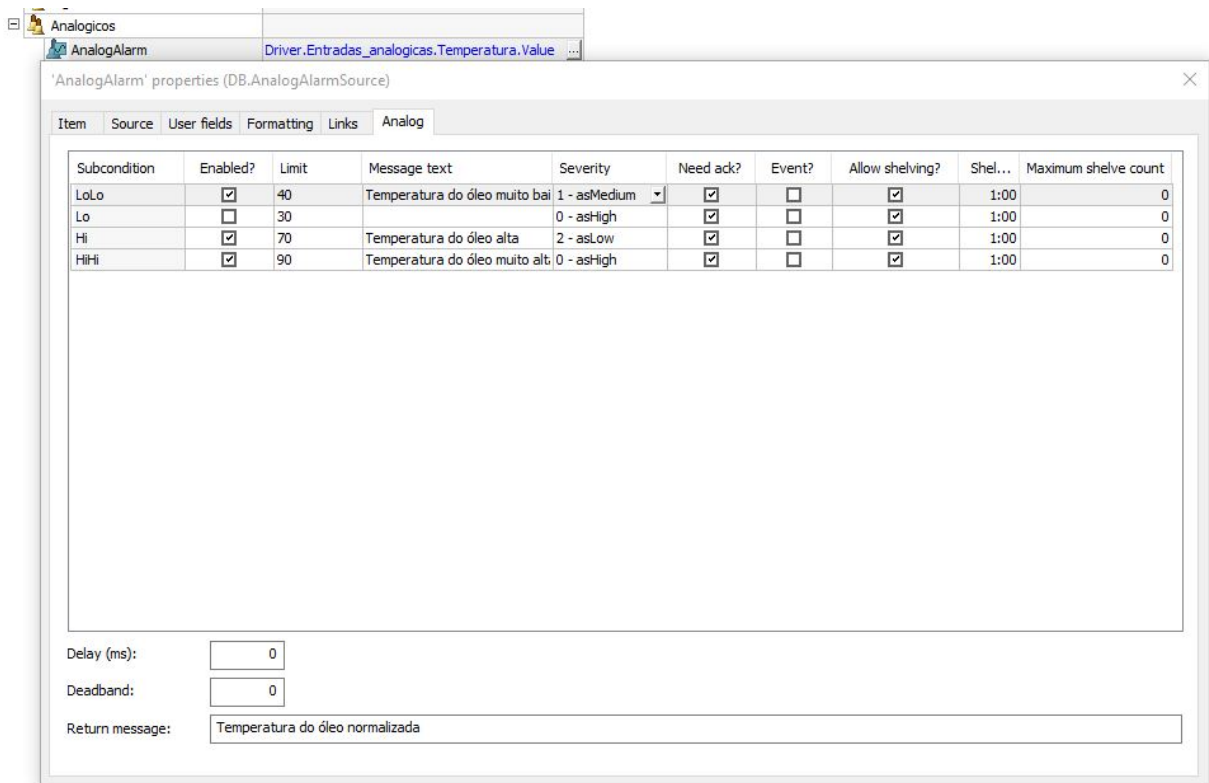 Analogicos
AnalogAlarm Driver.Entradas_analogicas.Temperatura.Value ...
'AnalogAlarm' properties (DB.AnalogAlarmSource)
Item Source User fields Formatting Links Analog
Subcondition Enabled? Limit Message text Severity Need ack? Event? Allow shelving? Shel... Maximum shelve count
LoLo 40 Temperatura do óleo muito bai 1 - asMedium 1:00 0
Lo 30 0 - asHigh 1:00 0
Hi 70 Temperatura do óleo alta 2 - asLow 1:00 0
HiHi 90 Temperatura do óleo muito alt 0 - asHigh 1:00 0
Delay (ms): 0
Deadband: 0
Return message: Temperatura do óleo normalizada